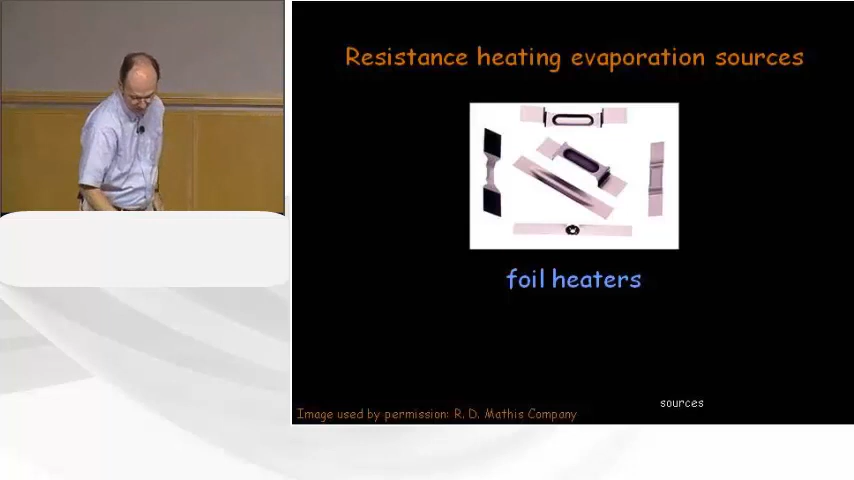 Resistance heating evaporation sources
foil heaters
sources
Image used by permission: R. D. Mathis Company